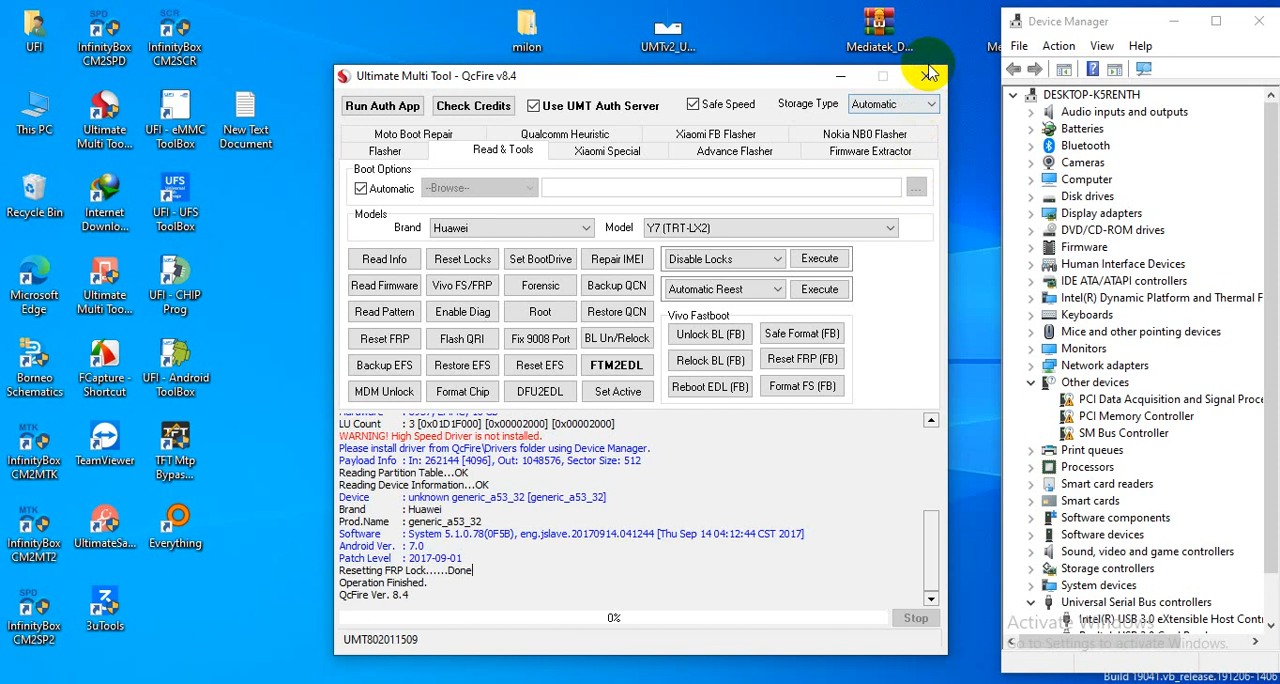 UFI
InfinityBox
CM2SPD
InfinityBox
CM2SCR
milon
UMTv2_U...
Mediatek_D...
This PC
Ultimate
Multi Too...
UFI - eMMC
ToolBox
New Text
Document
Recycle Bin
Internet
Downlo...
UFI - UFS
ToolBox
Microsoft
Edge
Ultimate
Multi Too...
UFI - CHIP
Prog
Borneo
Schematics
FCapture -
Shortcut
UFI - Android
ToolBox
InfinityBox
CM2MTK
TeamViewer
TFT Mtp
Bypas...
InfinityBox
CM2MT2
UltimateSa...
Everything
InfinityBox
CM2SP2
3uTools
Ultimate Multi Tool - QcFire v8.4
Run Auth App
Check Credits
Use UMT Auth Server
Safe Speed
Storage Type
Automatic
Moto Boot Repair
Qualcomm Heuristic
Xiaomi FB Flasher
Nokia NB0 Flasher
Flasher
Read & Tools
Xiaomi Special
Advance Flasher
Firmware Extractor
Boot Options
Automatic
--Browse--
...
Models
Brand
Huawei
Model
Y7 (TRT-LX2)
Read Info
Reset Locks
Set BootDrive
Repair IMEI
Disable Locks
Execute
Read Firmware
Vivo FS/FRP
Forensic
Backup QCN
Automatic Reest
Execute
Read Pattern
Enable Diag
Root
Restore QCN
Vivo Fastboot
Reset FRP
Flash QRI
Fix 9008 Port
BL Un/Relock
Unlock BL (FB)
Safe Format (FB)
Backup EFS
Restore EFS
Reset EFS
FTM2EDL
Relock BL (FB)
Reset FRP (FB)
MDM Unlock
Format Chip
DFU2EDL
Set Active
Reboot EDL (FB)
Format FS (FB)
LU Count : 3 [0x01D1F000] [0x00002000] [0x00002000]
WARNING! High Speed Driver is not installed.
Please install driver from QcFire\Drivers folder using Device Manager.
Payload Info : In: 262144 [4096], Out: 1048576, Sector Size: 512
Reading Partition Table...OK
Reading Device Information...OK
Device : unknown generic_a53_32 [generic_a53_32]
Brand : Huawei
Prod.Name : generic_a53_32
Software : System 5.1.0.78(0F5B), eng.jslave.20170914.041244 [Thu Sep 14 04:12:44 CST 2017]
Android Ver. : 7.0
Patch Level : 2017-09-01
Resetting FRP Lock......Done
Operation Finished.
QcFire Ver. 8.4
0%
Stop
UMT802011509
Device Manager
File Action View Help
DESKTOP-K5RENTH
Audio inputs and outputs
Batteries
Bluetooth
Cameras
Computer
Disk drives
Display adapters
DVD/CD-ROM drives
Firmware
Human Interface Devices
IDE ATA/ATAPI controllers
Intel(R) Dynamic Platform and Thermal F
Keyboards
Mice and other pointing devices
Monitors
Network adapters
Other devices
PCI Data Acquisition and Signal Proce
PCI Memory Controller
SM Bus Controller
Print queues
Processors
Smart card readers
Smart cards
Software components
Software devices
Sound, video and game controllers
Storage controllers
System devices
Universal Serial Bus controllers
Intel(R) USB 3.0 eXtensible Host Cont
Activate Windows
Go to Settings to activate Windows.
Build 19041.vb_release.191206-1406